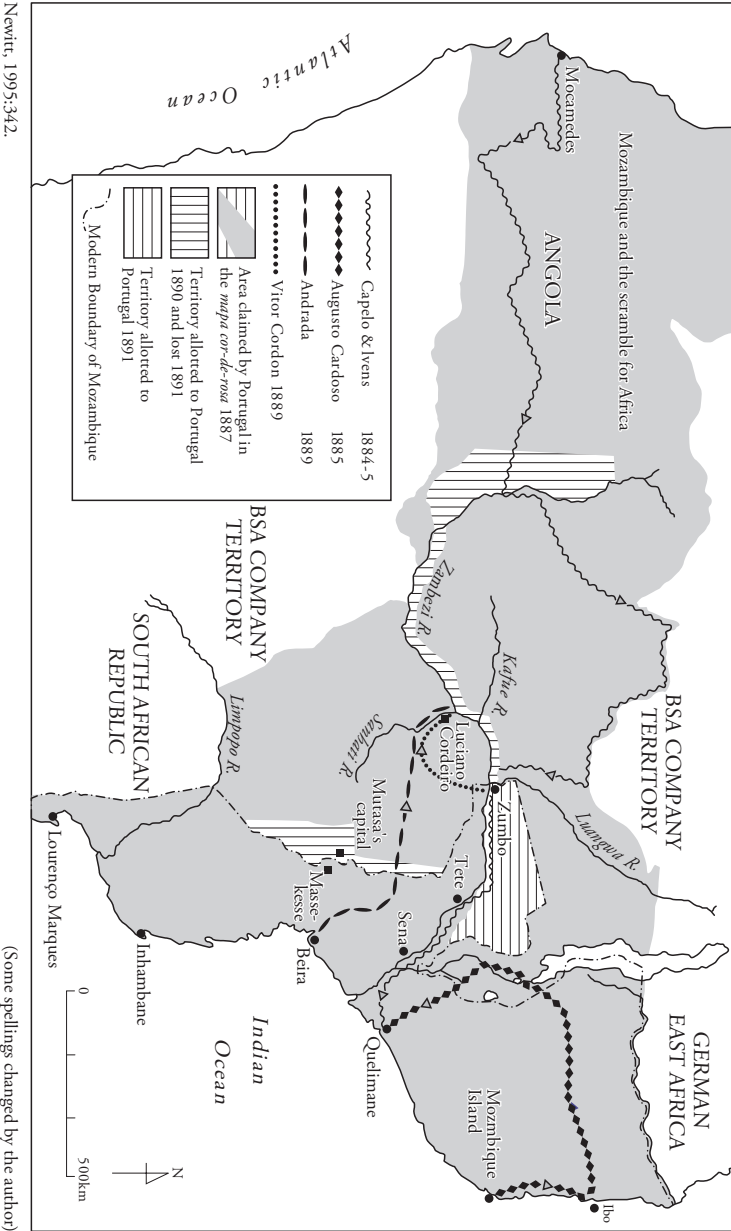 Mozambique and the scramble for Africa
Atlantic Ocean
Mocamedes
ANGOLA
BSA COMPANY
TERRITORY
Luangwa R.
GERMAN
EAST AFRICA
Ibo
Kafue R
Zambezi R.
Zumbo
Luciano
Cordeiro
Sanhati R.
Tete
Mutasa's
capital
Sena
Masse-
kesse
Beira
Quelimane
Mozmbique
Island
BSA COMPANY
TERRITORY
Limpopo R.
SOUTH AFRICAN
REPUBLIC
Inhambane
Lourenço Marques
Indian
Ocean
Capelo & Ivens 1884-5
Augusto Cardoso 1885
Andrada 1889
Vitor Cordon 1889
Area claimed by Portugal in
the mapa cor-de-rosa 1887
Territory allotted to Portugal
1890 and lost 1891
Territory allotted to
Portugal 1891
Modern Boundary of Mozambique
0 500km
N
Newitt, 1995:342.
(Some spellings changed by the author)